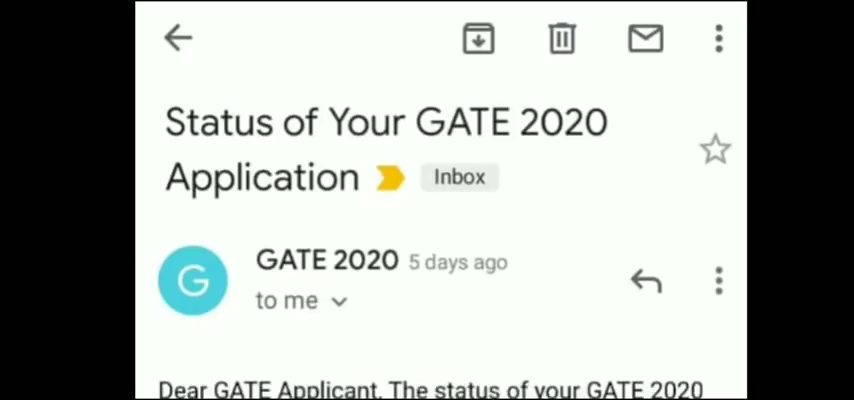 Status of Your GATE 2020
Application Inbox
G
GATE 2020 5 days ago
to me
Dear GATE Applicant, The status of your GATE 2020